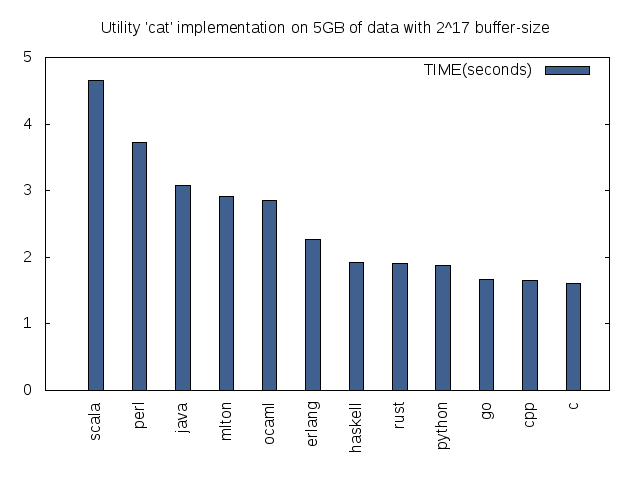 Utility 'cat' implementation on 5GB of data with 2^17 buffer-size
TIME(seconds)
5
4
3
2
1
0
scala
perl
java
mlton
ocaml
erlang
haskell
rust
python
go
cpp
c